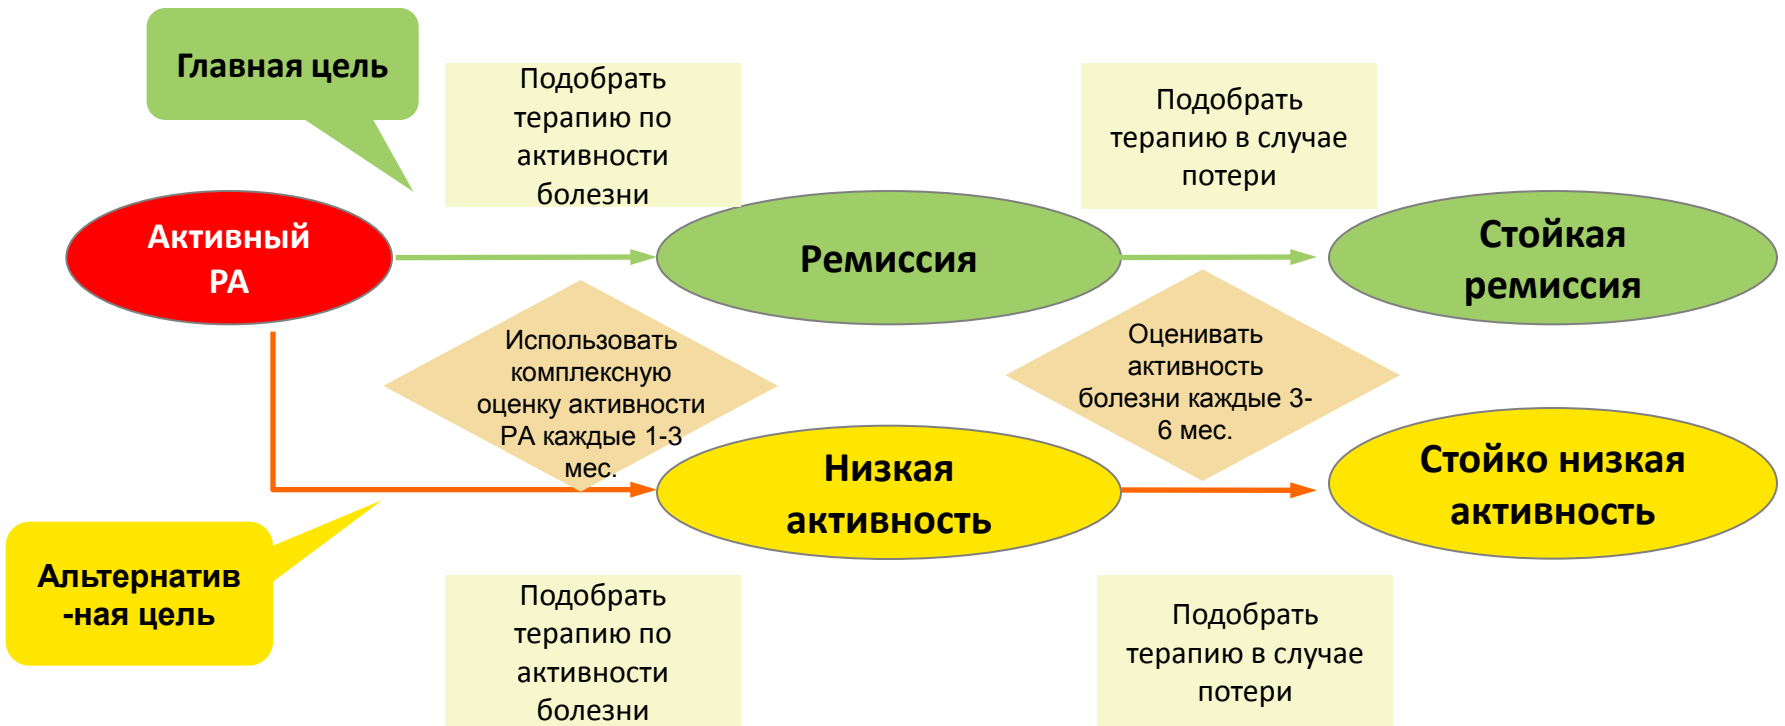 Главная цель
Подобрать
терапию по
активности
болезни
Подобрать
терапию в случае
потери
Активный
РА
Ремиссия
Стойкая
ремиссия
Использовать
комплексную
оценку активности
РА каждые 1-3
мес.
Оценивать
активность
болезни каждые 3-
6 мес.
Низкая
активность
Стойко низкая
активность
Альтернатив
-ная цель
Подобрать
терапию по
активности
болезни
Подобрать
терапию в случае
потери